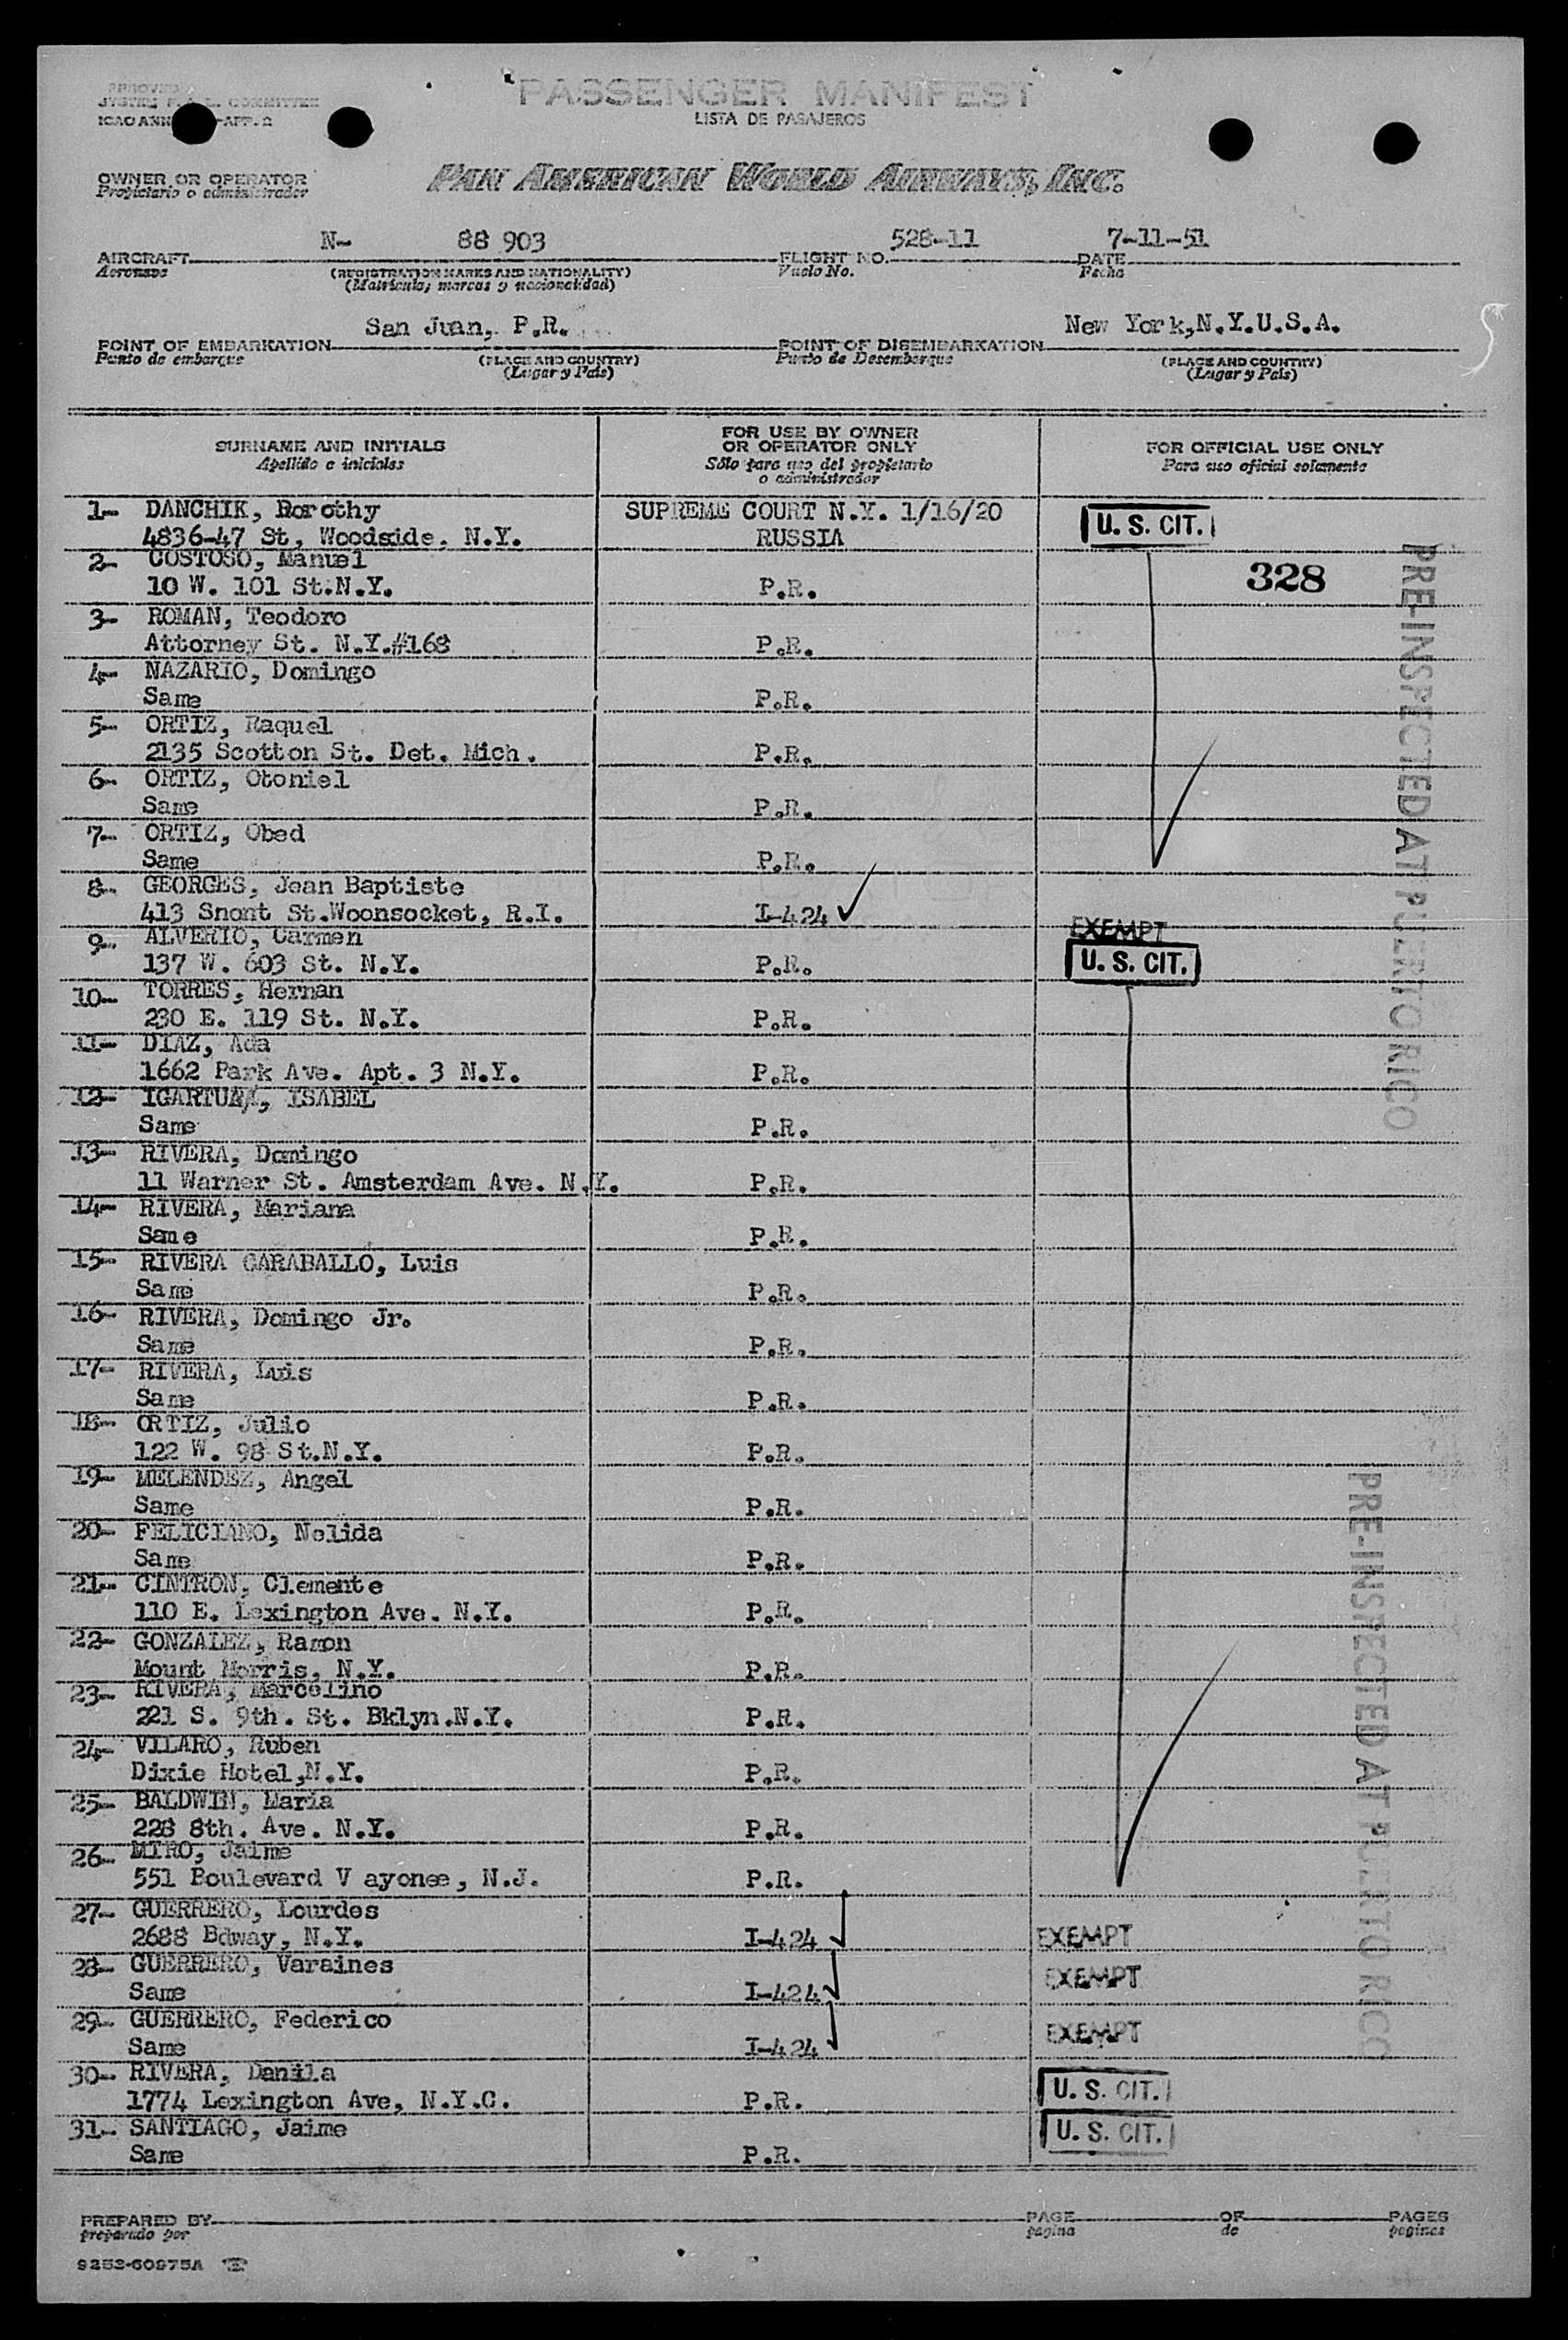 APPROVED
SYSTEM COMMITTEE
ICAO ANN APP. 2
PASSENGER MANIFEST
LISTA DE PASAJEROS
OWNER OR OPERATOR
Propietario o administrador
PAN AMERICAN WORLD AIRWAYS, INC.
N- 88 903
528-11
7-11-51
AIRCRAFT
Aeronave
(REGISTRATION MARKS AND NATIONALITY)
(Matrícula; marcas y nacionalidad)
FLIGHT NO.
Vuelo No.
DATE
Fecha
San Juan, P.R.
New York,N.Y.U.S.A.
POINT OF EMBARKATION
Punto de embarque
(PLACE AND COUNTRY)
(Lugar y País)
POINT OF DISEMBARKATION
Punto de Desembarque
(PLACE AND COUNTRY)
(Lugar y País)
SURNAME AND INITIALS
Apellido e iniciales
FOR USE BY OWNER
OR OPERATOR ONLY
Sólo para uso del propietario
o administrador
FOR OFFICIAL USE ONLY
Para uso oficial solamente
1- DANCHIK, Dorothy SUPREME COURT N.Y. 1/16/20 U. S. CIT.
4836-47 St, Woodside, N.Y. RUSSIA
2- COSTOSO, Manuel 328
10 W. 101 St.N.Y. P.R.
3- ROMAN, Teodoro
Attorney St. N.Y.#168 P.R.
4- NAZARIO, Domingo
Same P.R.
5- ORTIZ, Raquel
2135 Scotton St. Det. Mich. P.R.
6- ORTIZ, Otoniel
Same P.R.
7- ORTIZ, Obed
Same P.R.
8- GEORGES, Jean Baptiste
413 Snont St.Woonsocket, R.I. I-424 EXEMPT
9- ALVERIO, Carmen
137 W. 603 St. N.Y. P.R. U. S. CIT.
10- TORRES, Hernan
230 E. 119 St. N.Y. P.R.
11- DIAZ, Ada
1662 Park Ave. Apt. 3 N.Y. P.R.
12- IGARTUA, ISABEL
Same P.R.
13- RIVERA, Domingo
11 Warner St. Amsterdam Ave. N.Y. P.R.
14- RIVERA, Mariana
Same P.R.
15- RIVERA CARABALLO, Luis
Same P.R.
16- RIVERA, Domingo Jr.
Same P.R.
17- RIVERA, Luis
Same P.R.
18- ORTIZ, Julio
122 W. 98 St.N.Y. P.R.
19- MELENDEZ, Angel
Same P.R.
20- FELICIANO, Nelida
Same P.R.
21- CINTRON, Clemente
110 E. Lexington Ave. N.Y. P.R.
22- GONZALEZ, Ramon
Mount Morris, N.Y. P.R.
23- RIVERA, Marcelino
221 S. 9th. St. Bklyn.N.Y. P.R.
24- VILARO, Ruben
Dixie Hotel,N.Y. P.R.
25- BALDWIN, Maria
228 8th. Ave. N.Y. P.R.
26- MIRO, Jaime
551 Boulevard V ayonee, N.J. P.R.
27- GUERRERO, Lourdes
2688 Bdway, N.Y. I-424 EXEMPT
28- GUERRERO, Varaines EXEMPT
Same I-424
29- GUERRERO, Federico EXEMPT
Same I-424
30- RIVERA, Danila U. S. CIT.
1774 Lexington Ave, N.Y.C. P.R.
31- SANTIAGO, Jaime U. S. CIT.
Same P.R.
PRE-INSPECTED AT PUERTO RICO
PRE-INSPECTED AT PUERTO RICO
PREPARED BY
preparado por
PAGE
pagina
OF
de
PAGES
paginas
9252-60975A